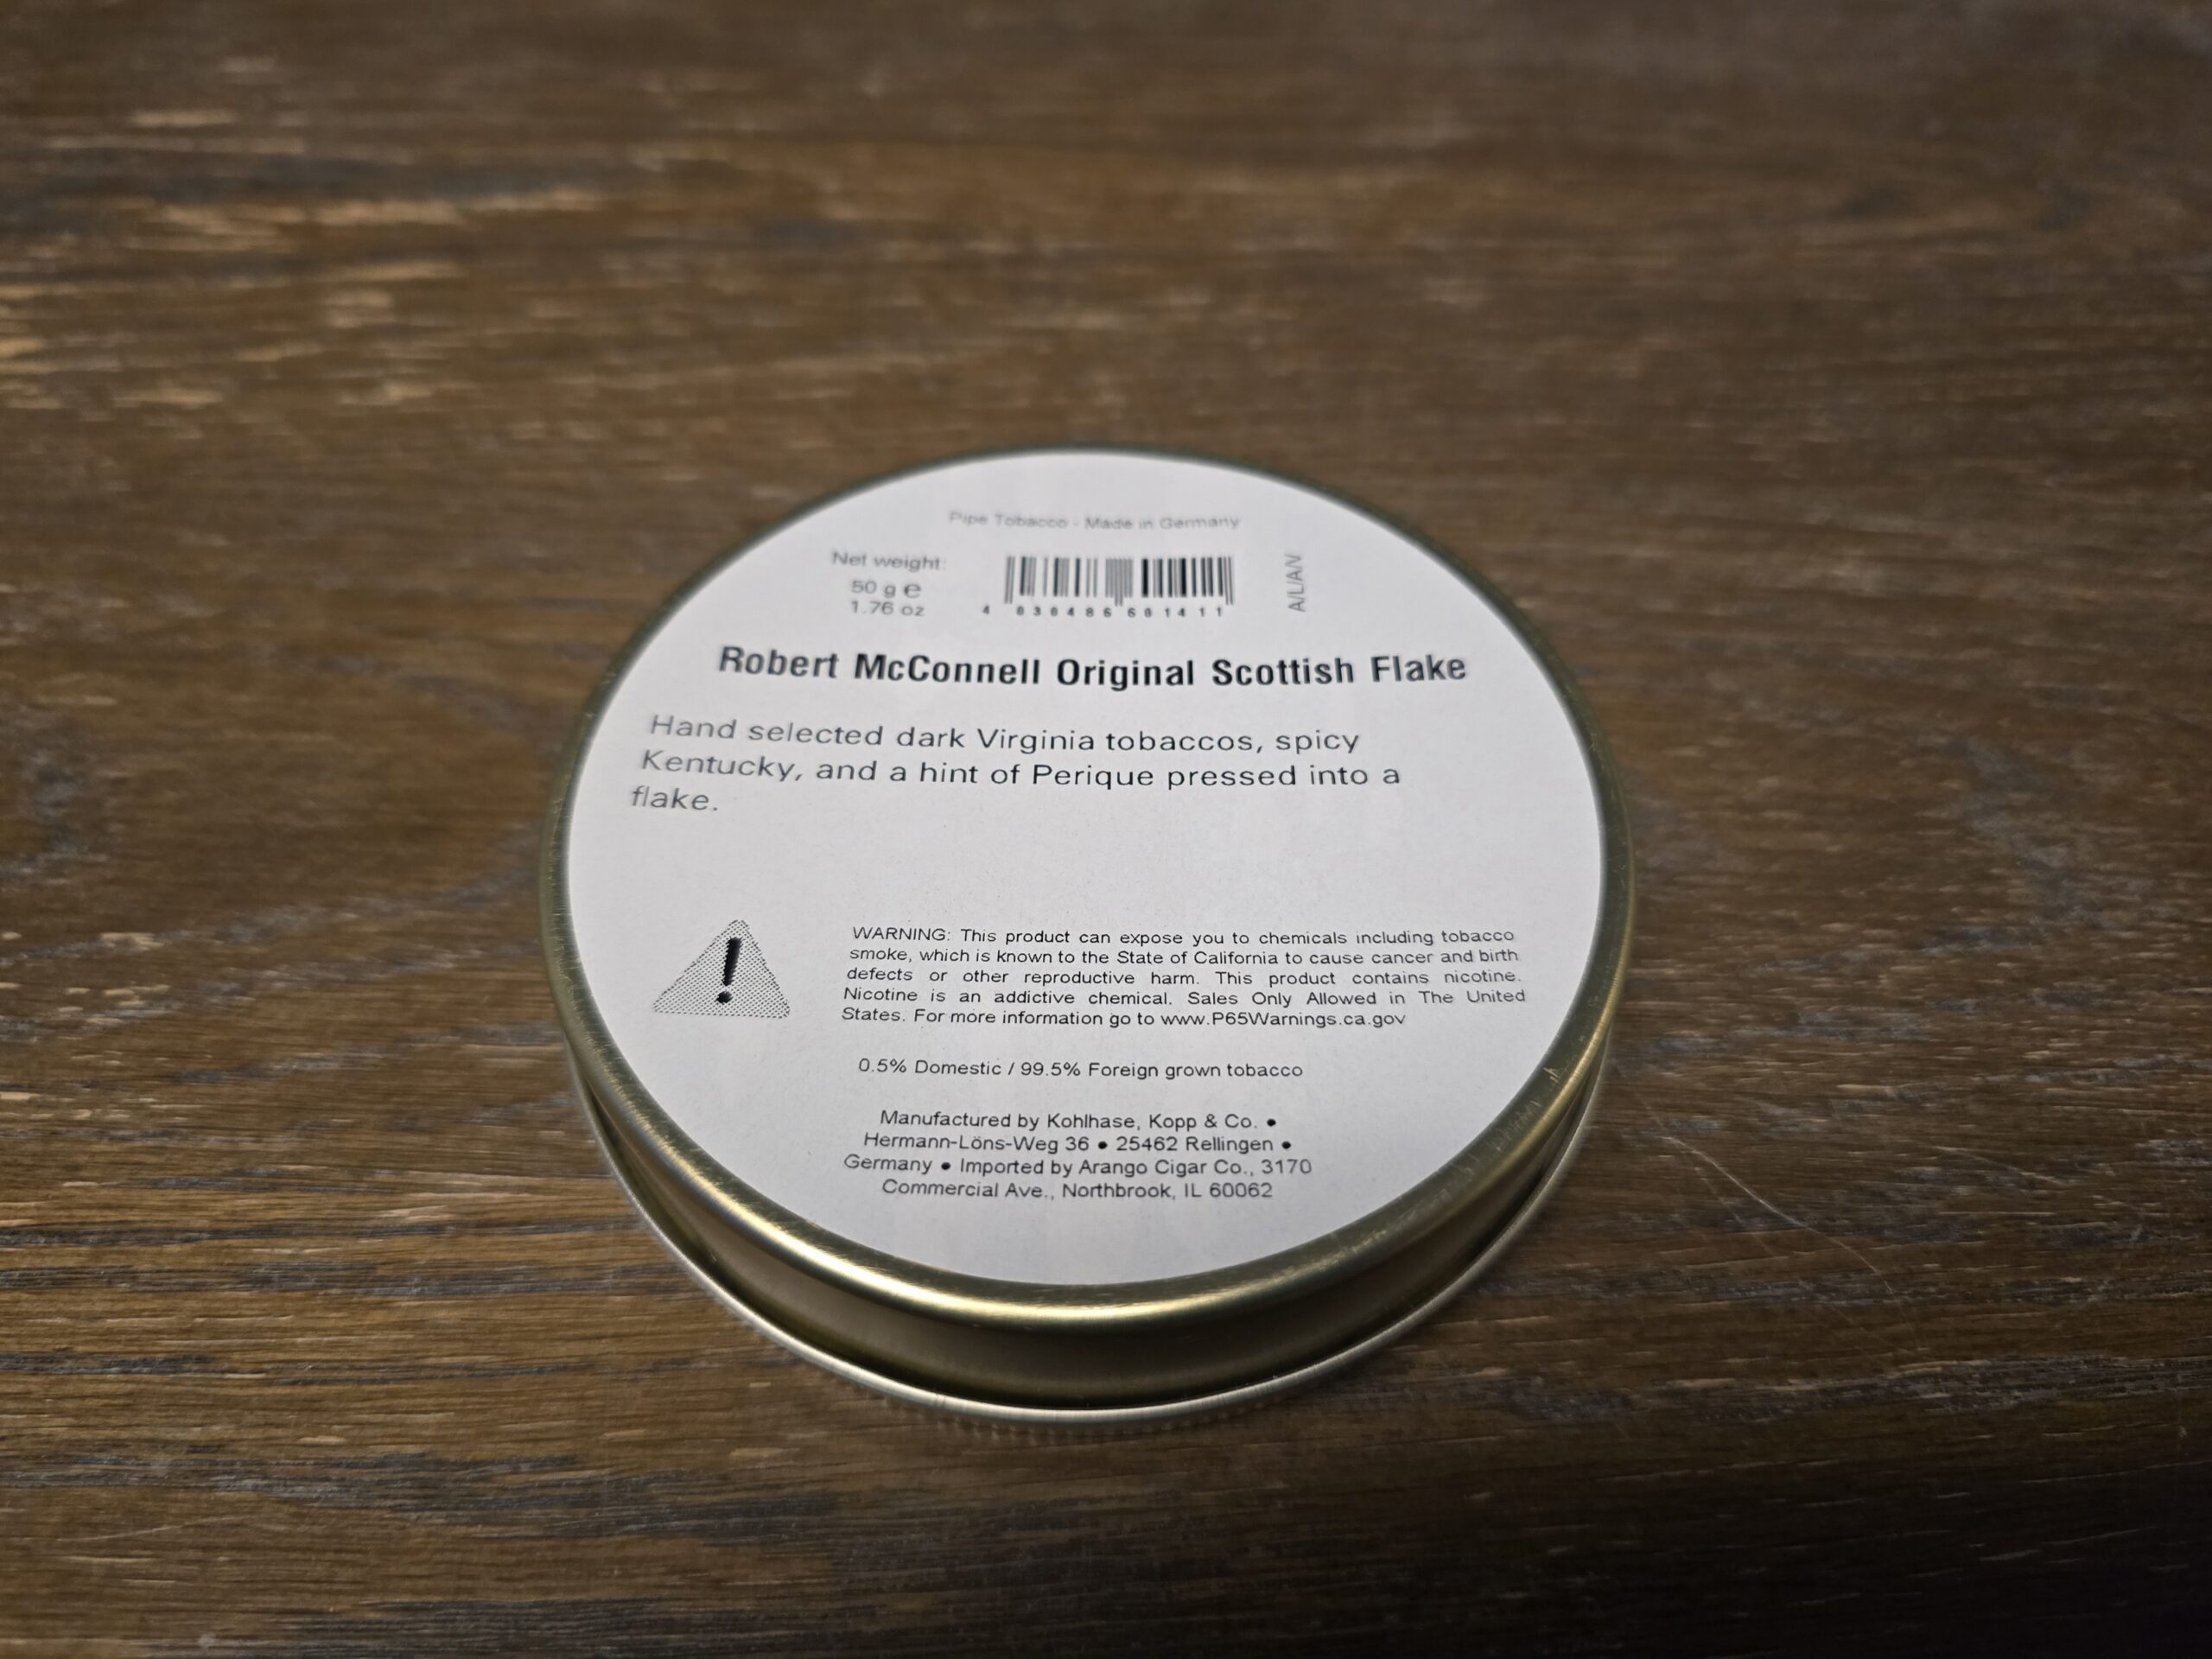 Pipe Tobacco - Made in Germany
Net weight:
50 g e
1.76 oz
4 030486 601411
A/L/A/V
Robert McConnell Original Scottish Flake
Hand selected dark Virginia tobaccos, spicy
Kentucky, and a hint of Perique pressed into a
flake.
!
WARNING: This product can expose you to chemicals including tobacco
smoke, which is known to the State of California to cause cancer and birth
defects or other reproductive harm. This product contains nicotine.
Nicotine is an addictive chemical. Sales Only Allowed in The United
States. For more information go to www.P65Warnings.ca.gov
0.5% Domestic / 99.5% Foreign grown tobacco
Manufactured by Kohlhase, Kopp & Co. •
Hermann-Löns-Weg 36 • 25462 Rellingen •
Germany • Imported by Arango Cigar Co., 3170
Commercial Ave., Northbrook, IL 60062